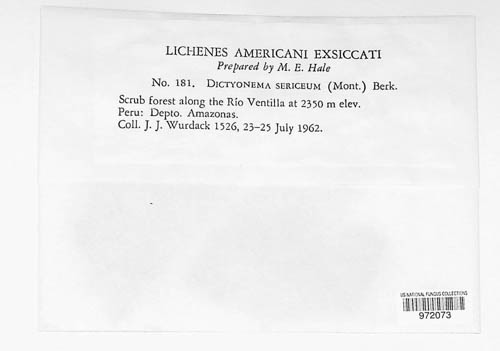 LICHENES AMERICANI EXSICCATI
Prepared by M. E. Hale
No. 181. DICTYONEMA SERICEUM (Mont.) Berk.
Scrub forest along the Río Ventilla at 2350 m elev.
Peru: Depto. Amazonas.
Coll. J. J. Wurdack 1526, 23–25 July 1962.
US NATIONAL FUNGUS COLLECTIONS
972073